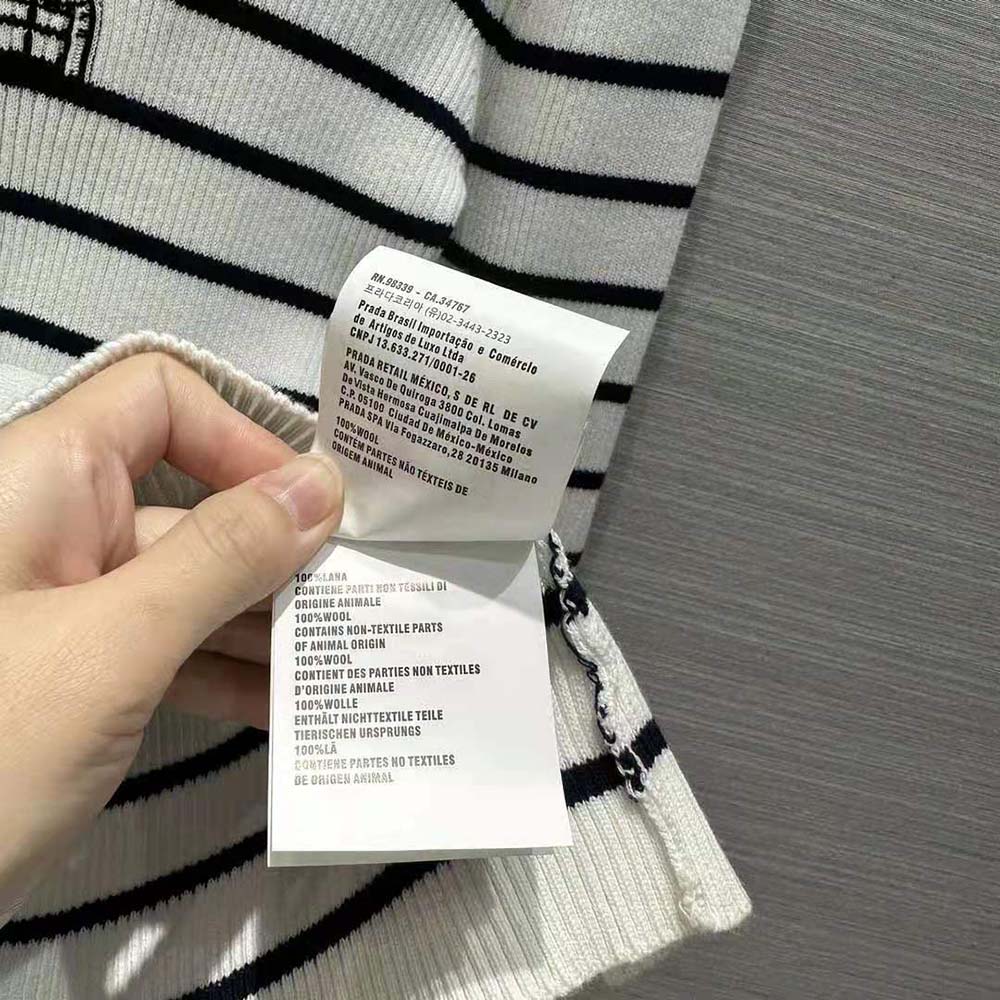 RN.98339 - CA.34767
프라다코리아 (유)02-3443-2323
Prada Brasil Importação e Comércio
de Artigos de Luxo Ltda
CNPJ 13.633.271/0001-26
PRADA RETAIL MÉXICO, S DE RL DE CV
AV. Vasco De Quiroga 3800 Col. Lomas
De Vista Hermosa Cuajimalpa De Morelos
C.P. 05100 Ciudad De México-México
PRADA SPA Via Fogazzaro,28 20135 Milano
100%WOOL
CONTÉM PARTES NÃO TÉXTEIS DE
ORIGEM ANIMAL
100%LANA
CONTIENE PARTI NON TESSILI DI
ORIGINE ANIMALE
100%WOOL
CONTAINS NON-TEXTILE PARTS
OF ANIMAL ORIGIN
100%WOOL
CONTIENT DES PARTIES NON TEXTILES
D'ORIGINE ANIMALE
100%WOLLE
ENTHÄLT NICHTTEXTILE TEILE
TIERISCHEN URSPRUNGS
100%LÃ
CONTIENE PARTES NO TEXTILES
DE ORIGEN ANIMAL